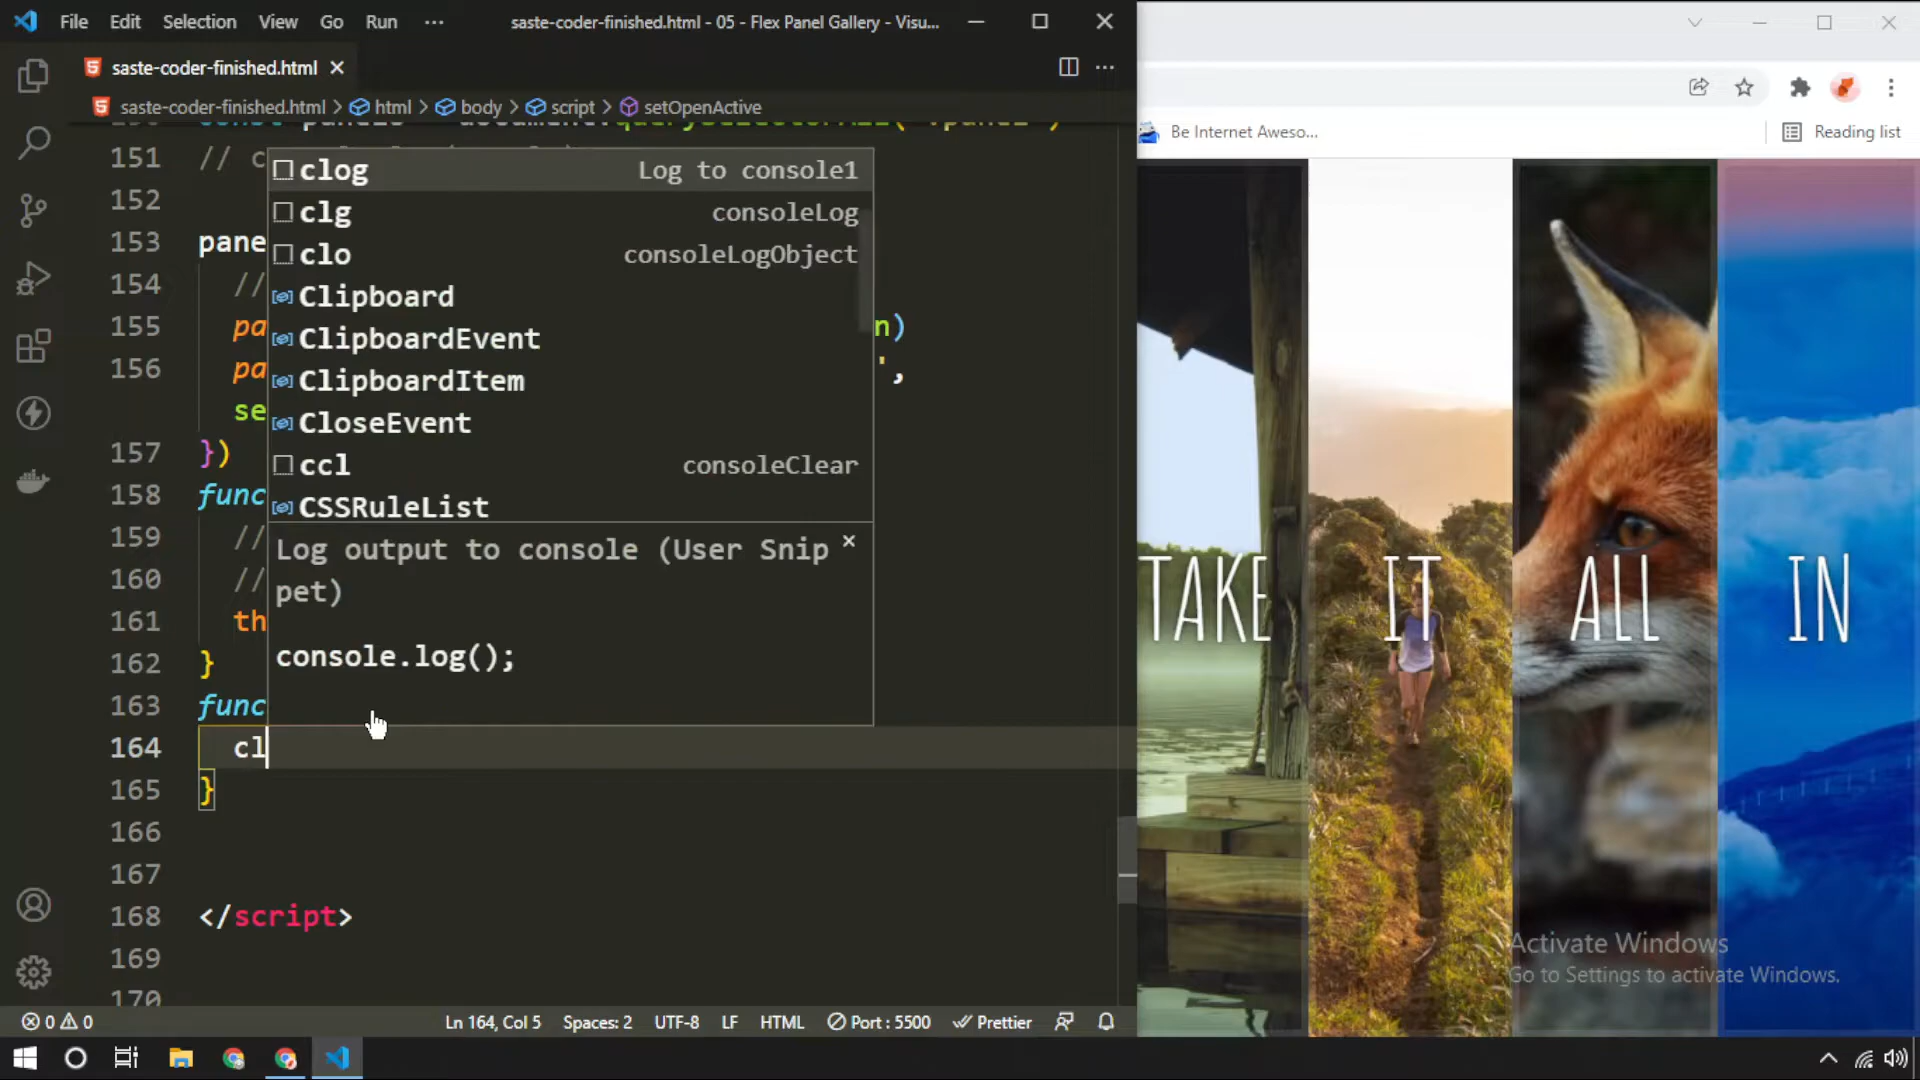 File Edit Selection View Go Run ··· saste-coder-finished.html - 05 - Flex Panel Gallery - Visu...
saste-coder-finished.html
saste-coder-finished.html > html > body > script > setOpenActive
Be Internet Aweso...
Reading list
151 // c
152
153 pane
154 //
155 pa n)
156 pa ',
se
157 })
158 func
159 //
160 //
161 th
162 }
163 func
164 cl
165 }
166
167
168 </script>
169
170
clog Log to console1
clg consoleLog
clo consoleLogObject
Clipboard
ClipboardEvent
ClipboardItem
CloseEvent
ccl consoleClear
CSSRuleList
Log output to console (User Snip
pet)
console.log();
TAKE IT ALL IN
Activate Windows
Go to Settings to activate Windows.
0 0 Ln 164, Col 5 Spaces: 2 UTF-8 LF HTML Port : 5500 Prettier